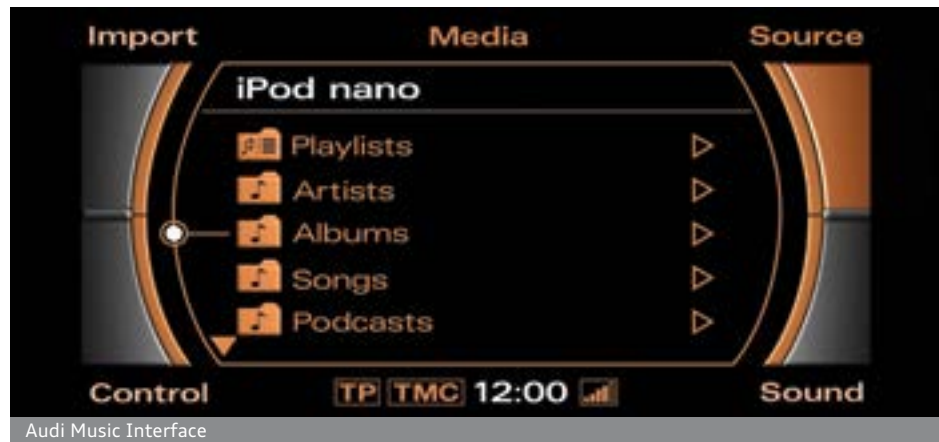 Import Media Source
iPod nano
Playlists
Artists
Albums
Songs
Podcasts
Control TP TMC 12:00 Sound
Audi Music Interface